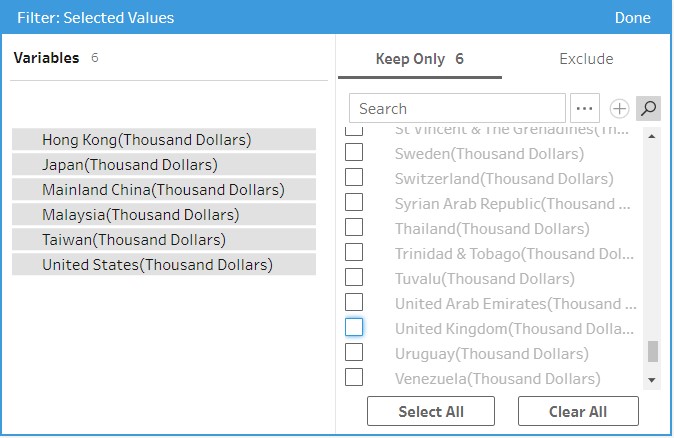 Filter: Selected Values
Done
Variables 6
Keep Only 6
Exclude
Search
Hong Kong(Thousand Dollars)
Japan(Thousand Dollars)
Mainland China(Thousand Dollars)
Malaysia(Thousand Dollars)
Taiwan(Thousand Dollars)
United States(Thousand Dollars)
St Vincent & The Grenadines(Th...
Sweden(Thousand Dollars)
Switzerland(Thousand Dollars)
Syrian Arab Republic(Thousand ...
Thailand(Thousand Dollars)
Trinidad & Tobago(Thousand Dol...
Tuvalu(Thousand Dollars)
United Arab Emirates(Thousand ...
United Kingdom(Thousand Dolla...
Uruguay(Thousand Dollars)
Venezuela(Thousand Dollars)
Select All
Clear All